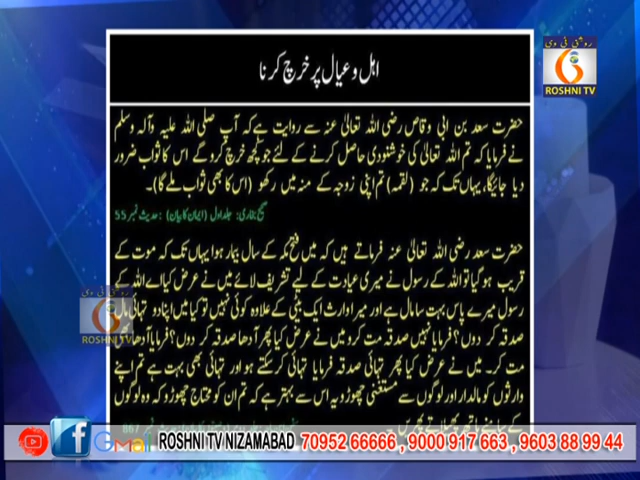 اہل و عیال پر خرچ کرنا
روشنی ٹی وی
ROSHNI TV
حضرت سعد بن ابی وقاص رضی اللہ تعالیٰ عنہ سے روایت ہے کہ آپ صلی اللہ علیہ وآلہ وسلم
نے فرمایا کہ تم اللہ تعالیٰ کی خوشنودی حاصل کرنے کے لئے جو کچھ خرچ کرو گے اس کا ثواب ضرور
دیا جائیگا، یہاں تک کہ جو (لقمہ) تم اپنی زوجہ کے منہ میں رکھو (اس کا بھی ثواب ملے گا)۔
صحیح بخاری: جلد اول (ایمان کا بیان) :حدیث نمبر 55
حضرت سعد رضی اللہ تعالیٰ عنہ فرماتے ہیں کہ میں فتح مکہ کے سال بیمار ہوا یہاں تک کہ موت کے
قریب ہو گیا تو اللہ کے رسول نے میری عیادت کے لیے تشریف لائے میں نے عرض کیا اے اللہ کے
رسول میرے پاس بہت سا مال ہے اور میرا وارث ایک بیٹی کے علاوہ کوئی نہیں تو کیا میں اپنا دو تہائی مال
صدقہ کر دوں؟ فرمایا نہیں صدقہ مت کرو میں نے عرض کیا پھر آدھا صدقہ کر دوں؟ فرمایا آدھا بھی
مت کر۔ میں نے عرض کیا پھر تہائی صدقہ فرمایا تہائی کر سکتے ہو اور تہائی بھی بہت ہے تم اپنے
وارثوں کو مالدار اور لوگوں سے مستغنی چھوڑو یہ اس سے بہتر ہے کہ تم ان کو محتاج چھوڑو کہ وہ لوگوں
کے سامنے ہاتھ پھیلاتے پھریں
روشنی ٹی وی
ROSHNI TV
Gmail ROSHNI TV NIZAMABAD 70952 66666 , 9000 917 663 , 9603 88 99 44